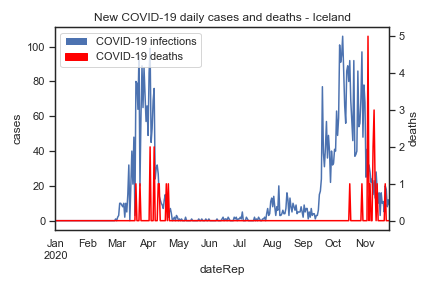 New COVID-19 daily cases and deaths - Iceland
COVID-19 infections
COVID-19 deaths
100
80
60
40
20
0
cases
5
4
3
2
1
0
deaths
Jan Feb Mar Apr May Jun Jul Aug Sep Oct Nov
2020
dateRep